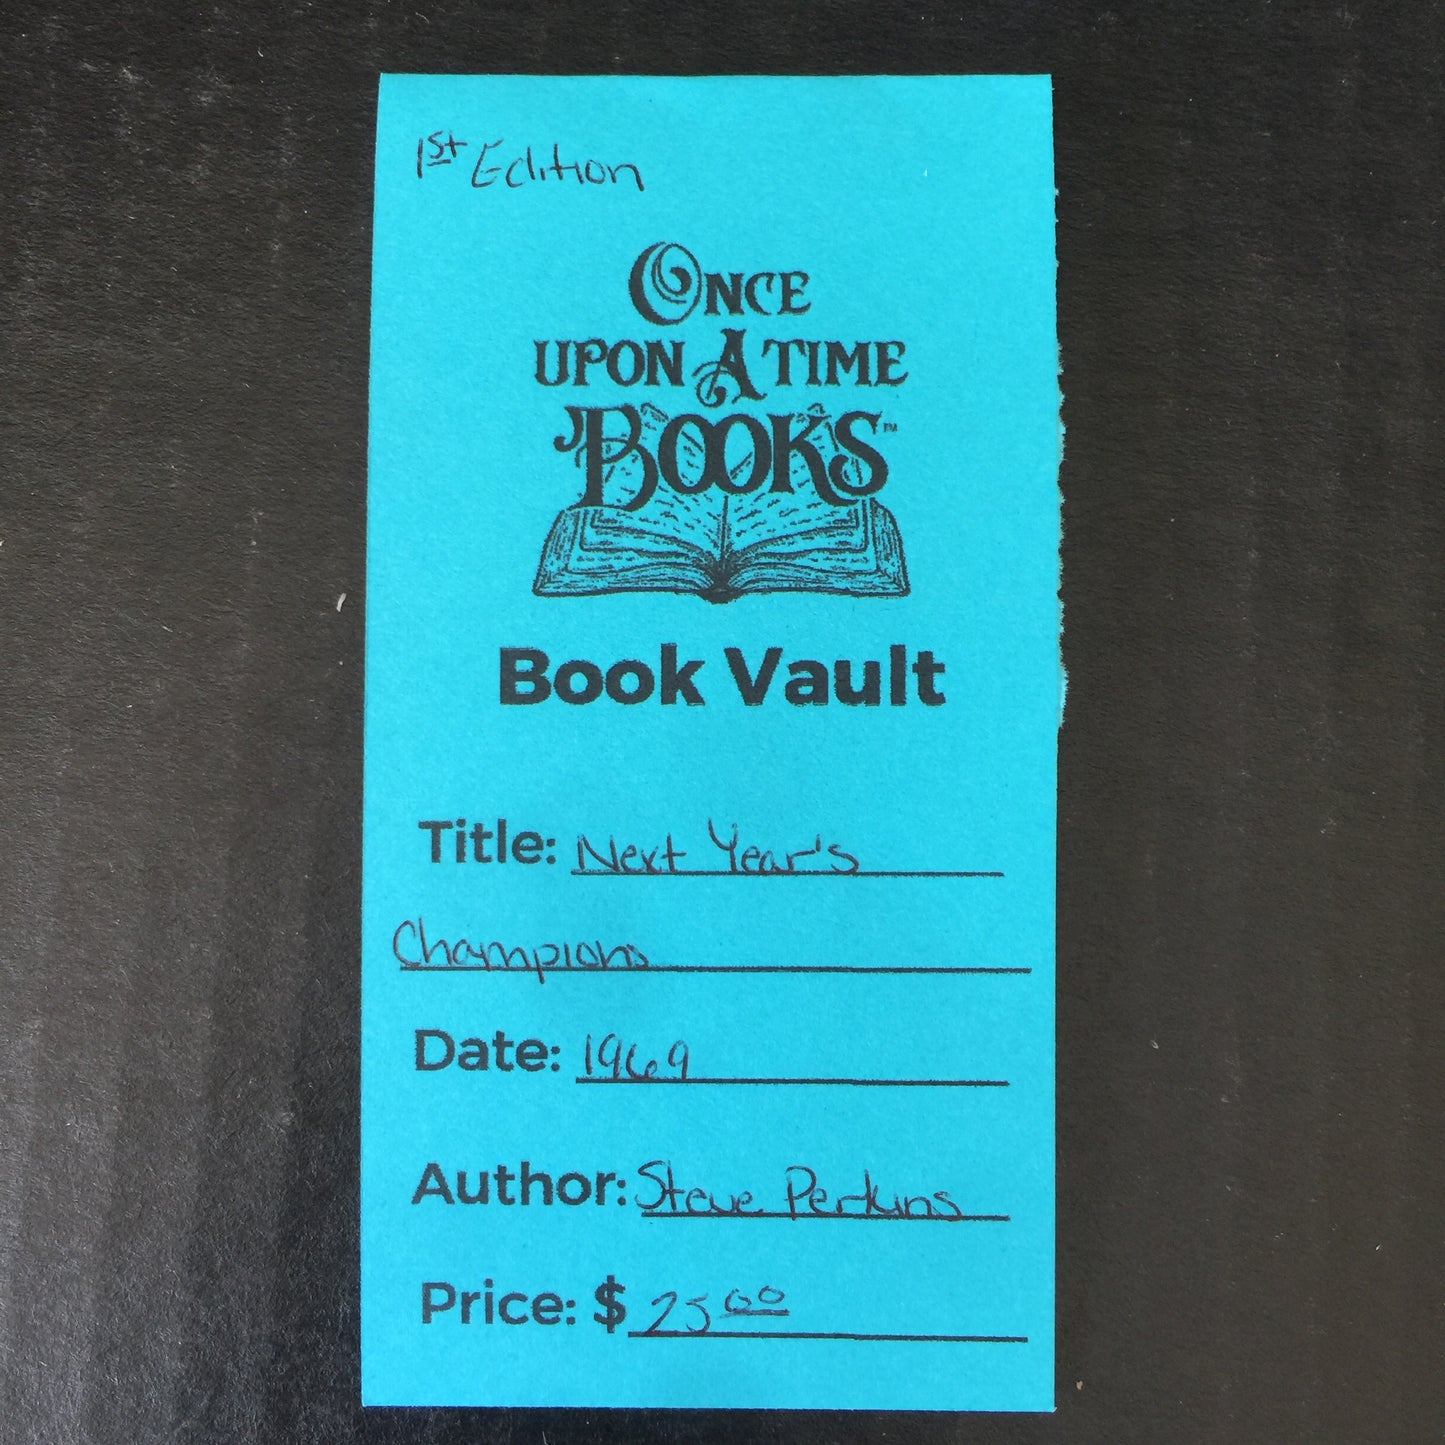 1st Edition
ONCE
UPON A TIME
BOOKS™
Book Vault
Title: Next Year's
Champions
Date: 1969
Author: Steve Perkins
Price: $ 25 00